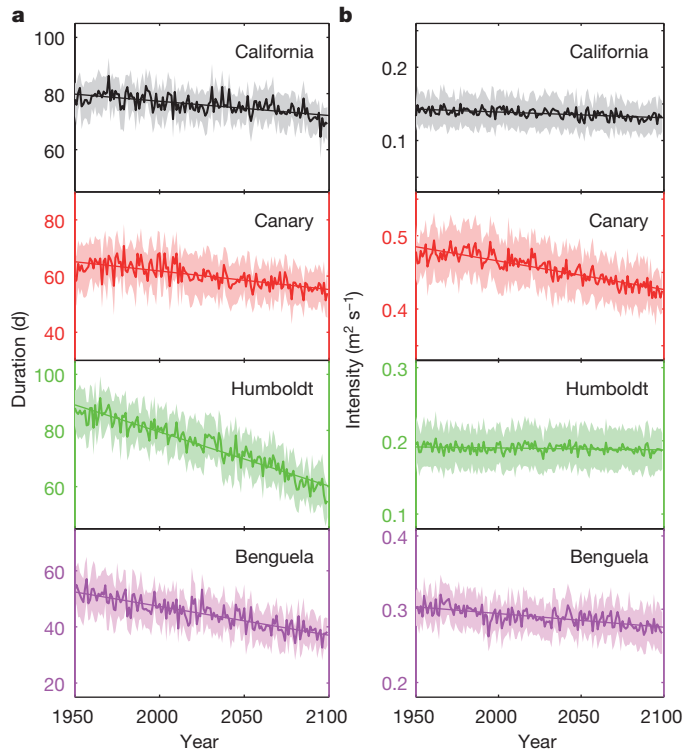 a
b
Duration (d)
100
80
60
California
80
60
40
Canary
100
80
60
Humboldt
60
40
20
Benguela
1950
2000
2050
2100
Year
Intensity (m² s⁻¹)
0.2
0.1
California
0.5
0.4
Canary
0.3
0.2
0.1
Humboldt
0.4
0.3
0.2
Benguela
1950
2000
2050
2100
Year